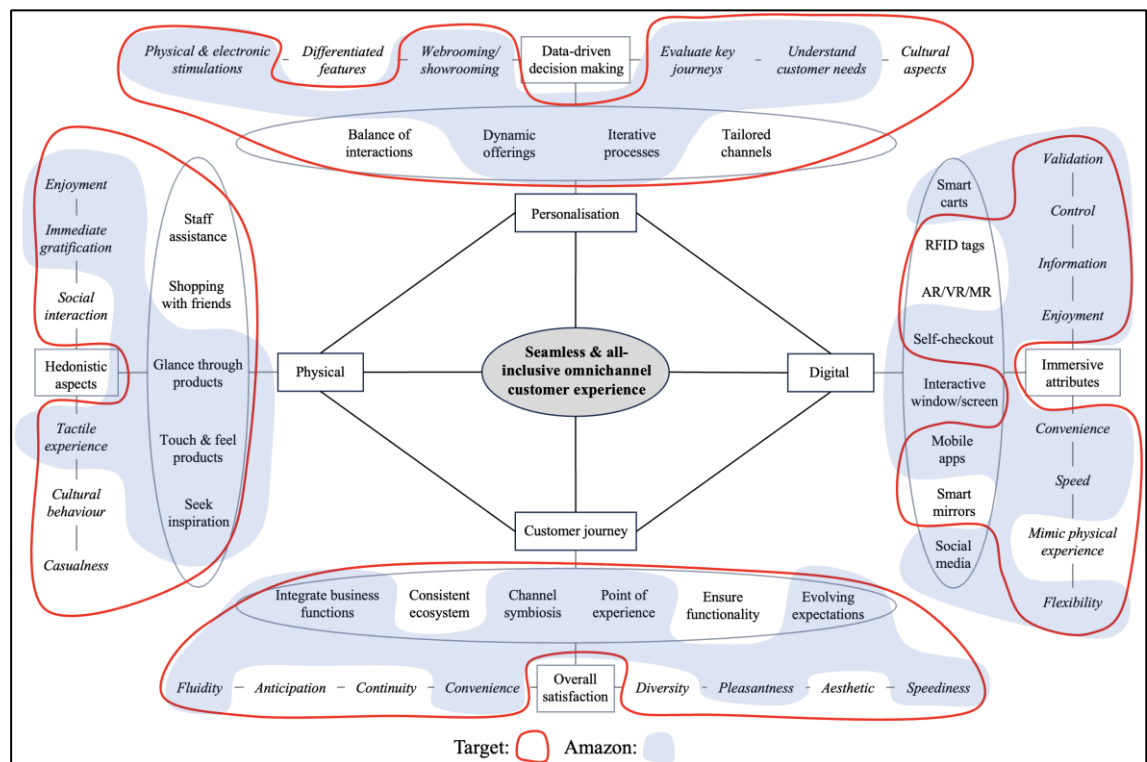 Physical & electronic
stimulations
Differentiated
features
Webrooming/
showrooming
Data-driven
decision making
Evaluate key
journeys
Understand
customer needs
Cultural
aspects
Balance of
interactions
Dynamic
offerings
Iterative
processes
Tailored
channels
Personalisation
Enjoyment
Immediate
gratification
Social
interaction
Hedonistic
aspects
Tactile
experience
Cultural
behaviour
Casualness
Staff
assistance
Shopping
with friends
Glance through
products
Touch & feel
products
Seek
inspiration
Physical
Seamless & all-
inclusive omnichannel
customer experience
Digital
Smart
carts
RFID tags
AR/VR/MR
Self-checkout
Interactive
window/screen
Mobile
apps
Smart
mirrors
Social
media
Validation
Control
Information
Enjoyment
Immersive
attributes
Convenience
Speed
Mimic physical
experience
Flexibility
Customer journey
Integrate business
functions
Consistent
ecosystem
Channel
symbiosis
Point of
experience
Ensure
functionality
Evolving
expectations
Fluidity
Anticipation
Continuity
Convenience
Overall
satisfaction
Diversity
Pleasantness
Aesthetic
Speediness
Target:
Amazon: